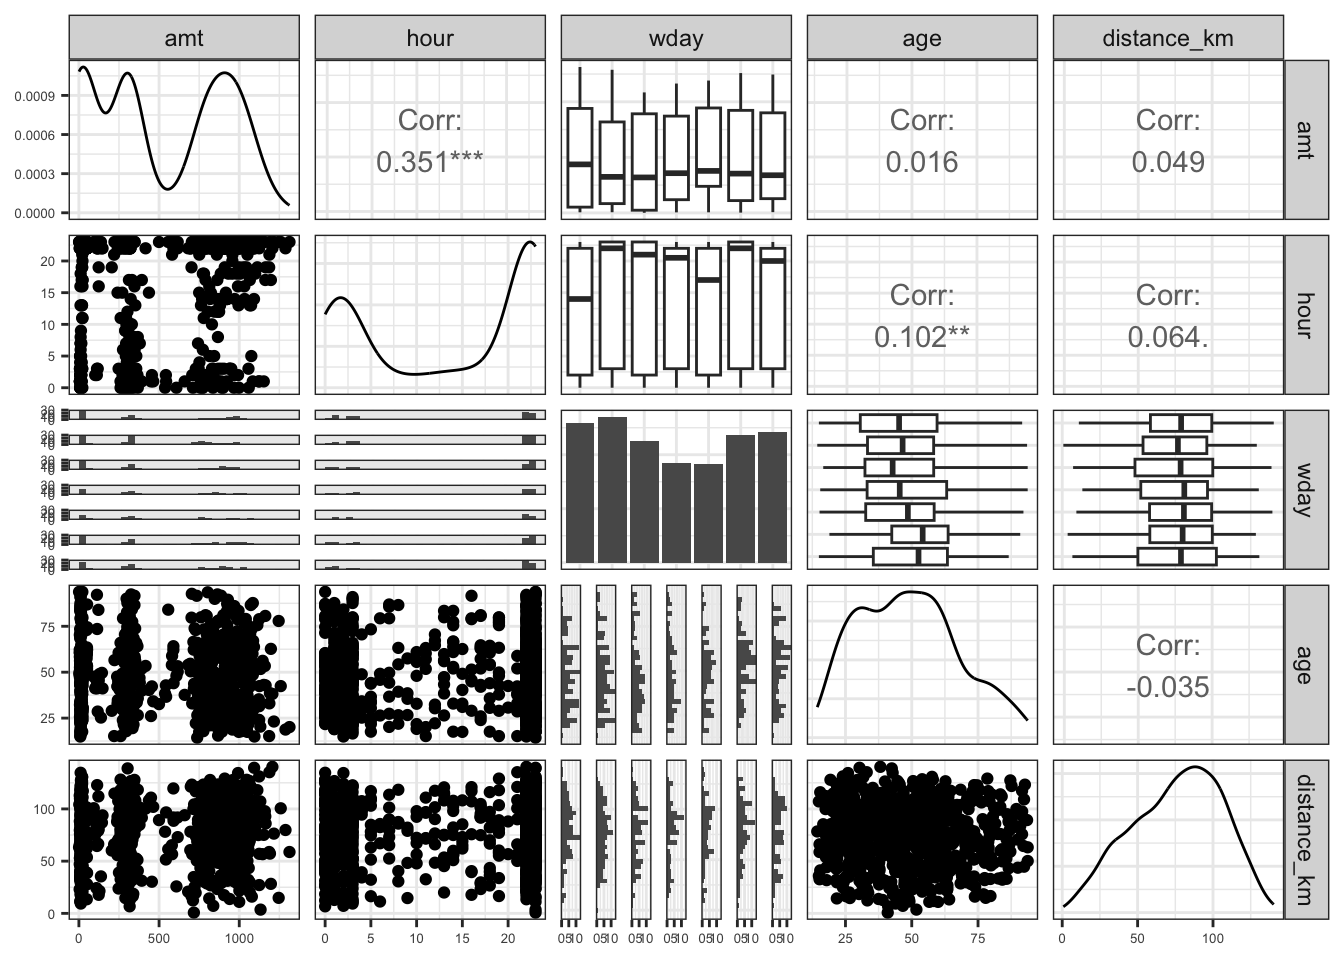 amt
hour
wday
age
distance_km
0.0009
0.0006
0.0003
0.0000
Corr:
0.351***
Corr:
0.016
Corr:
0.049
amt
20
15
10
5
0
Corr:
0.102**
Corr:
0.064.
hour
wday
75
50
25
Corr:
-0.035
age
100
50
0
distance_km
0
500
1000
0
5
10
15
20
25
50
75
0
50
100